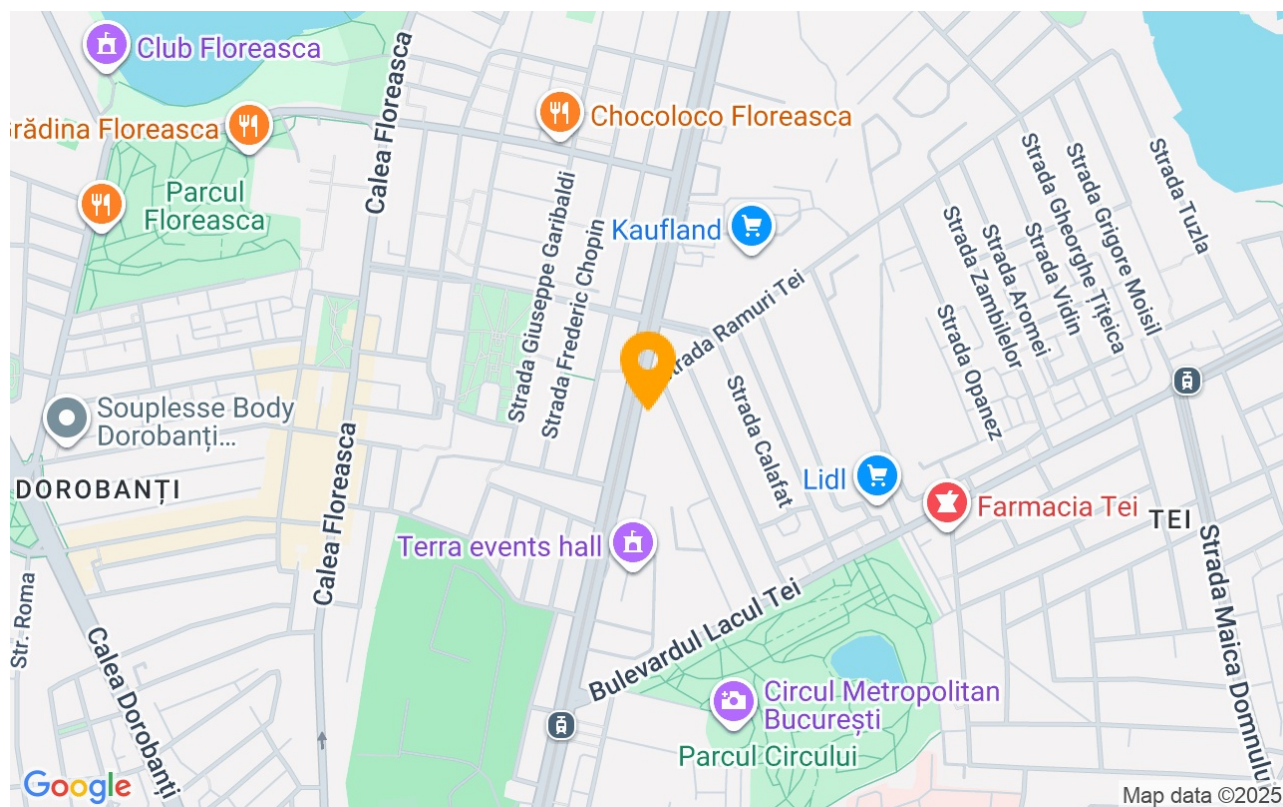 Club Floreasca
Calea Floreasca
Grădina Floreasca
Chocoloco Floreasca
Parcul
Floreasca
Strada Giuseppe Garibaldi
Strada Frederic Chopin
Kaufland
Strada Ramuri Tei
Strada Tuzla
Strada Grigore Moisil
Strada Gheorghe Țițeica
Strada Vidin
Strada Aromei
Strada Zambilelor
Strada Opanez
Strada Calafat
Souplesse Body
Dorobanți...
DOROBANȚI
Calea Floreasca
Lidl
Farmacia Tei
TEI
Terra events hall
Bulevardul Lacul Tei
Strada Maica Domnului
Str. Roma
Calea Dorobanți
Circul Metropolitan
București
Parcul Circului
Google
Map data ©2025